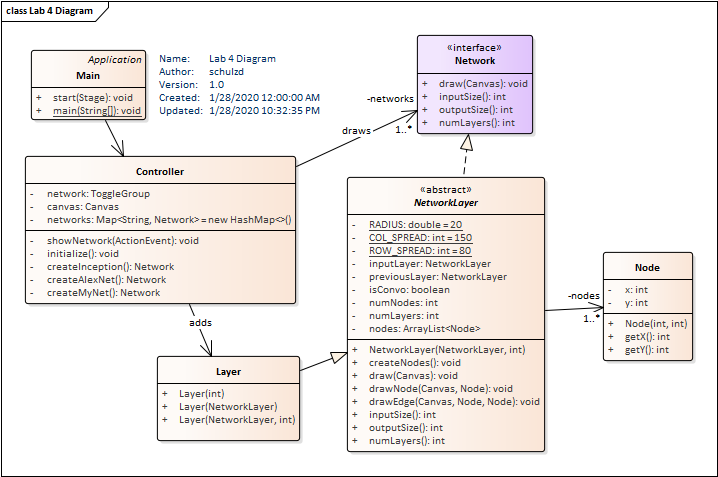 class Lab 4 Diagram
Application
Main
+ start(Stage): void
+ main(String[]): void
Name: Lab 4 Diagram
Author: schulzd
Version: 1.0
Created: 1/28/2020 12:00:00 AM
Updated: 1/28/2020 10:32:35 PM
«interface»
Network
+ draw(Canvas): void
+ inputSize(): int
+ outputSize(): int
+ numLayers(): int
-networks
draws
1..*
Controller
- network: ToggleGroup
- canvas: Canvas
- networks: Map<String, Network> = new HashMap<>()
- showNetwork(ActionEvent): void
- initialize(): void
- createInception(): Network
- createAlexNet(): Network
- createMyNet(): Network
«abstract»
NetworkLayer
- RADIUS: double = 20
- COL_SPREAD: int = 150
- ROW_SPREAD: int = 80
- inputLayer: NetworkLayer
- previousLayer: NetworkLayer
- isConvo: boolean
- numNodes: int
- numLayers: int
- nodes: ArrayList<Node>
+ NetworkLayer(NetworkLayer, int)
+ createNodes(): void
+ draw(Canvas): void
+ drawNode(Canvas, Node): void
+ drawEdge(Canvas, Node, Node): void
+ inputSize(): int
+ outputSize(): int
+ numLayers(): int
-nodes
1..*
Node
- x: int
- y: int
+ Node(int, int)
+ getX(): int
+ getY(): int
adds
Layer
+ Layer(int)
+ Layer(NetworkLayer)
+ Layer(NetworkLayer, int)